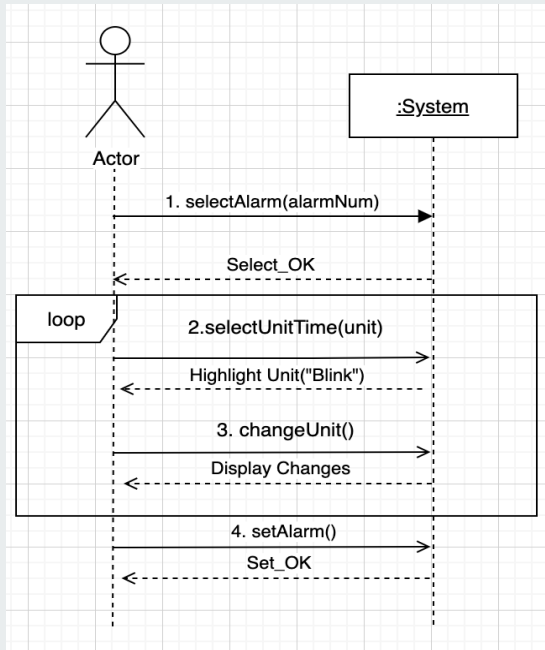 :System
Actor
1. selectAlarm(alarmNum)
Select_OK
loop
2.selectUnitTime(unit)
Highlight Unit("Blink")
3. changeUnit()
Display Changes
4. setAlarm()
Set_OK